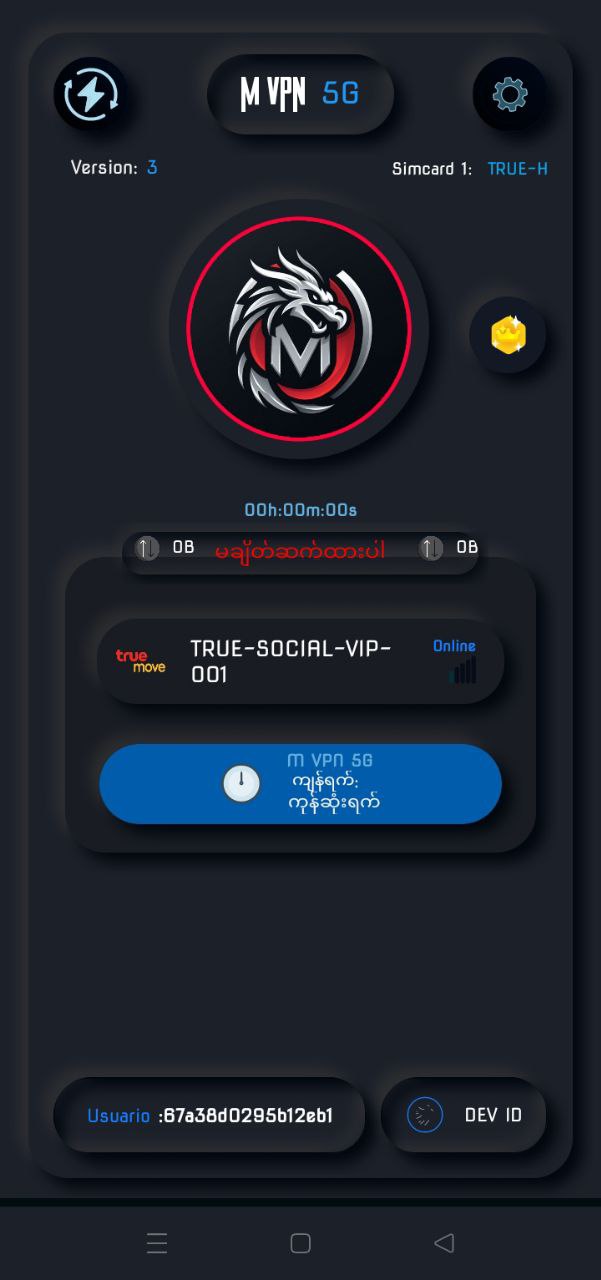 M VPN 5G
Version: 3
Simcard 1: TRUE-H
M
00h:00m:00s
0B မချိတ်ဆက်ထားပါ 0B
true
move
TRUE-SOCIAL-VIP-
001
Online
M VPN 5G
ကျန်ရက်:
ကုန်ဆုံးရက်
Usuario :67a38d0295b12eb1
DEV ID